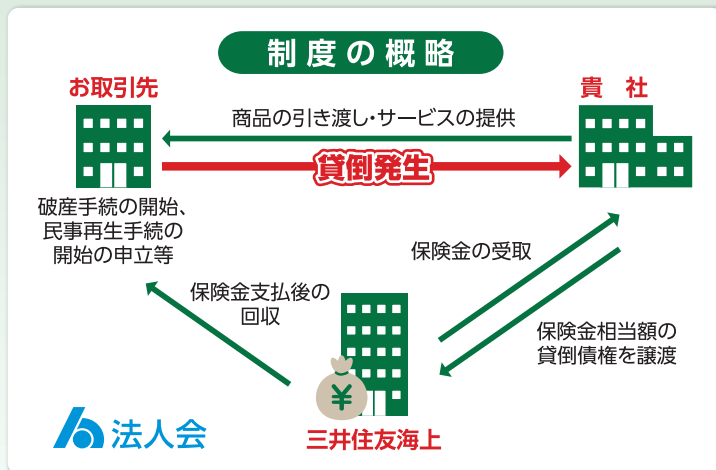 制度の概略
お取引先
貴　社
商品の引き渡し・サービスの提供
貸倒発生
破産手続の開始、
民事再生手続の
開始の申立等
保険金の受取
保険金支払後の
回収
保険金相当額の
貸倒債権を譲渡
¥
法人会
三井住友海上